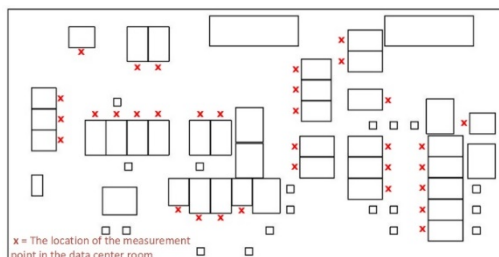 x = The location of the measurement
point in the data center room